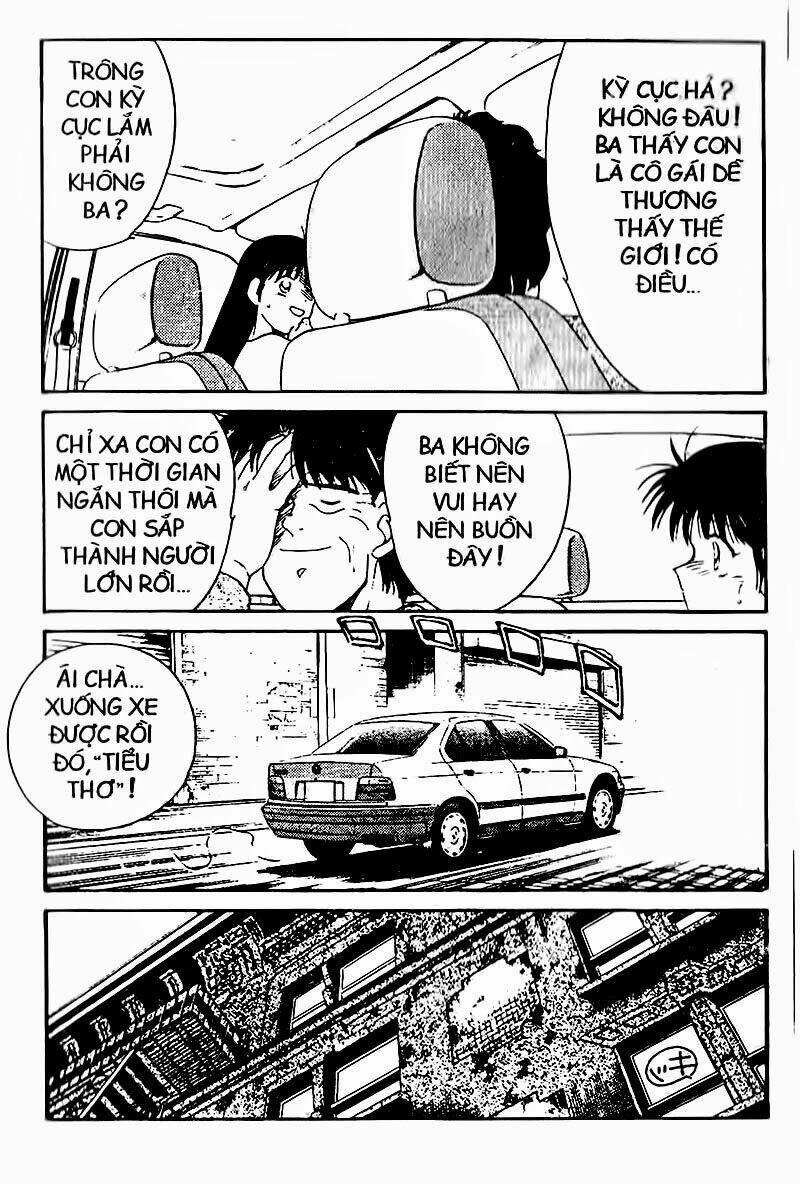 TRÔNG
CON KỲ
CỤC LẮM
PHẢI
KHÔNG
BA?
KỲ CỤC HẢ?
KHÔNG ĐÂU!
BA THẤY CON
LÀ CÔ GÁI DỄ
THƯƠNG
THẤY THẾ
GIỚI! CÓ
ĐIỀU...
CHỈ XA CON CÓ
MỘT THỜI GIAN
NGẮN THÔI MÀ
CON SẮP
THÀNH NGƯỜI
LỚN RỒI...
BA KHÔNG
BIẾT NÊN
VUI HAY
NÊN BUỒN
ĐÂY!
ÁI CHÀ...
XUỐNG XE
ĐƯỢC RỒI
ĐÓ, "TIỂU
THƠ"!
キッ